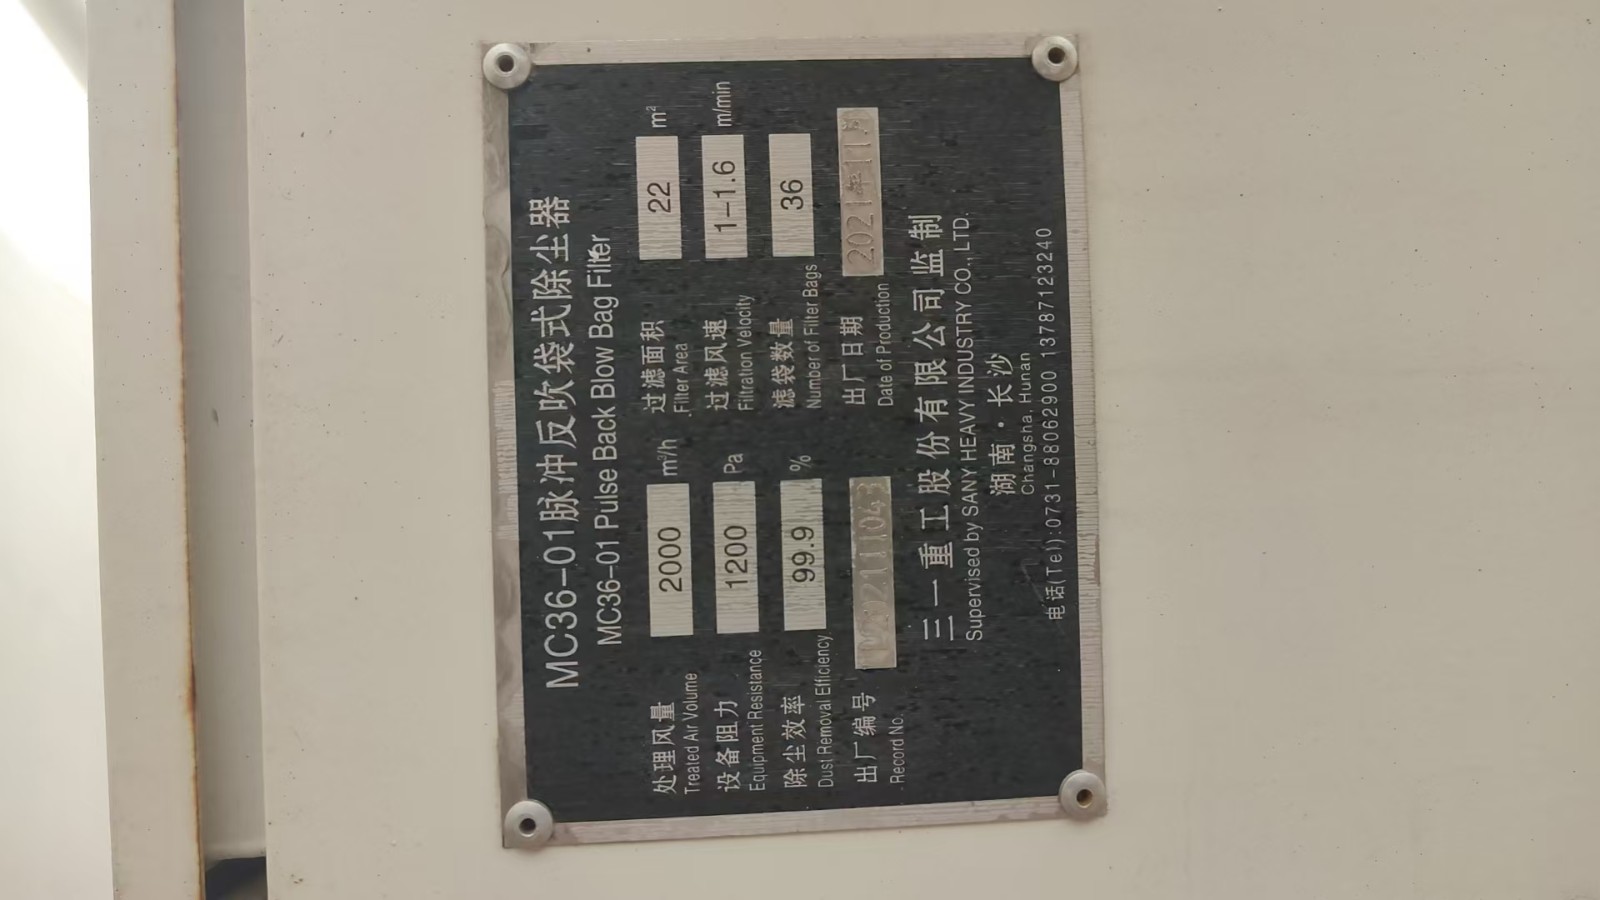 MC36-01脉冲反吹袋式除尘器
MC36-01 Pulse Back Blow Bag Filter
处理风量 2000 m³/h 过滤面积 22 m²
Treated Air Volume Filter Area
设备阻力 1200 Pa 过滤风速 1-1.6 m/min
Equipment Resistance Filtration Velocity
除尘效率 99.9 % 滤袋数量 36
Dust Removal Efficiency Number of Filter Bags
出厂编号 出厂日期 2021年11月
Record No. Date of Production
三一重工股份有限公司监制
Supervised by SANY HEAVY INDUSTRY CO.,LTD.
湖南·长沙
Changsha, Hunan
电话(Tel):0731-88062900 13787123240